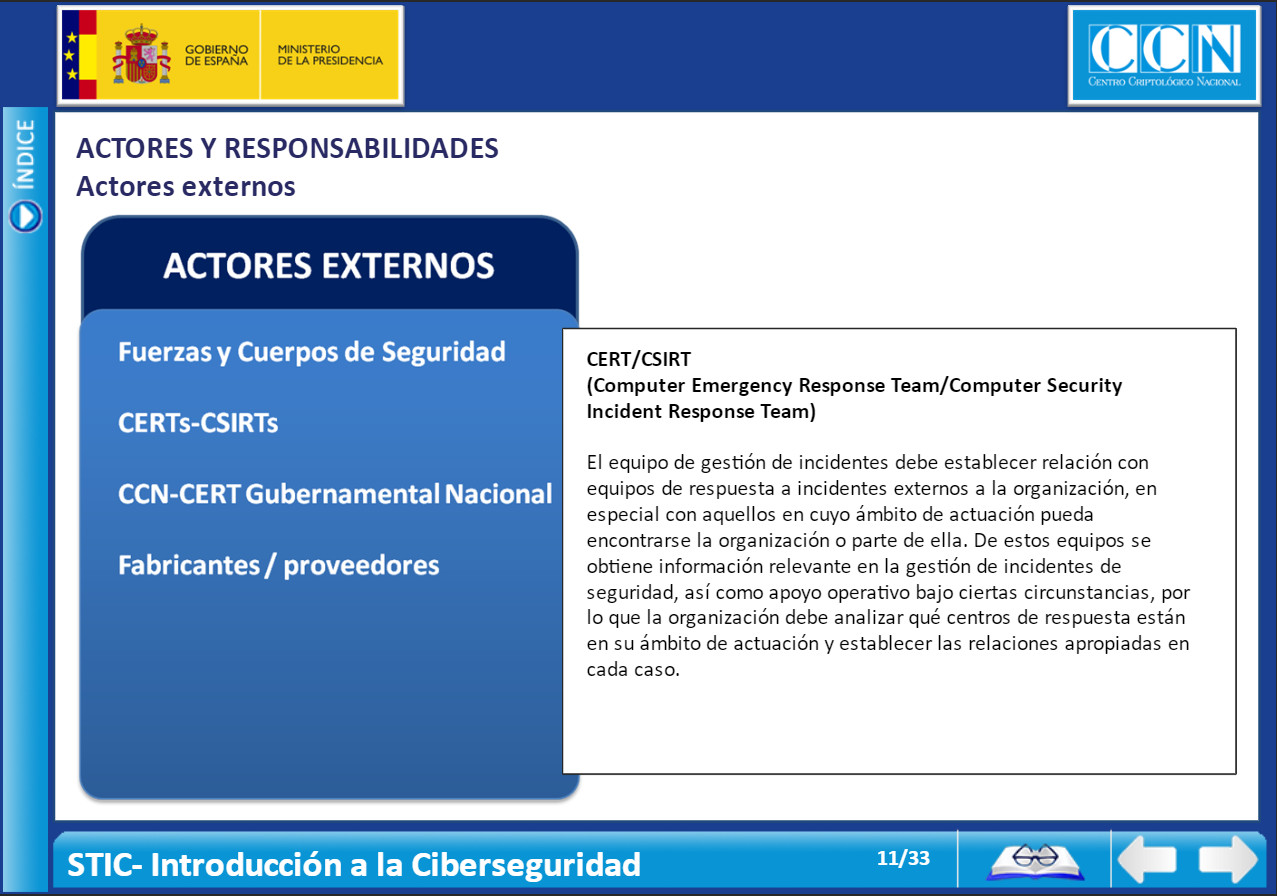 GOBIERNO
DE ESPAÑA
MINISTERIO
DE LA PRESIDENCIA
CCN
CENTRO CRIPTOLÓGICO NACIONAL
ÍNDICE
ACTORES Y RESPONSABILIDADES
Actores externos
ACTORES EXTERNOS
Fuerzas y Cuerpos de Seguridad
CERTs-CSIRTs
CCN-CERT Gubernamental Nacional
Fabricantes / proveedores
CERT/CSIRT
(Computer Emergency Response Team/Computer Security
Incident Response Team)
El equipo de gestión de incidentes debe establecer relación con
equipos de respuesta a incidentes externos a la organización, en
especial con aquellos en cuyo ámbito de actuación pueda
encontrarse la organización o parte de ella. De estos equipos se
obtiene información relevante en la gestión de incidentes de
seguridad, así como apoyo operativo bajo ciertas circunstancias, por
lo que la organización debe analizar qué centros de respuesta están
en su ámbito de actuación y establecer las relaciones apropiadas en
cada caso.
STIC- Introducción a la Ciberseguridad
11/33